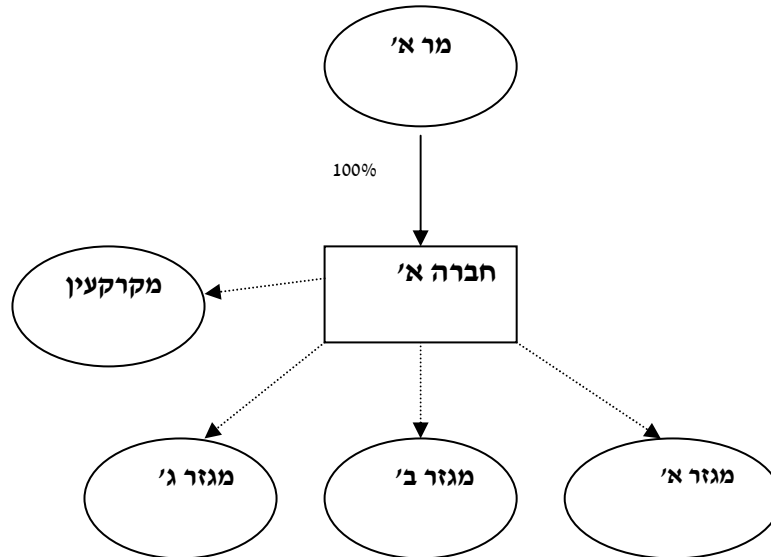 מר א׳
100%
חברה א׳
מקרקעין
מגזר א׳
מגזר ב׳
מגזר ג׳